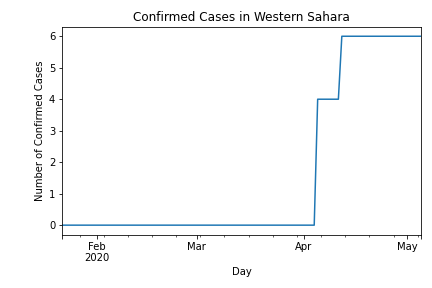 Confirmed Cases in Western Sahara
Number of Confirmed Cases
6
5
4
3
2
1
0
Feb
2020
Mar
Apr
May
Day